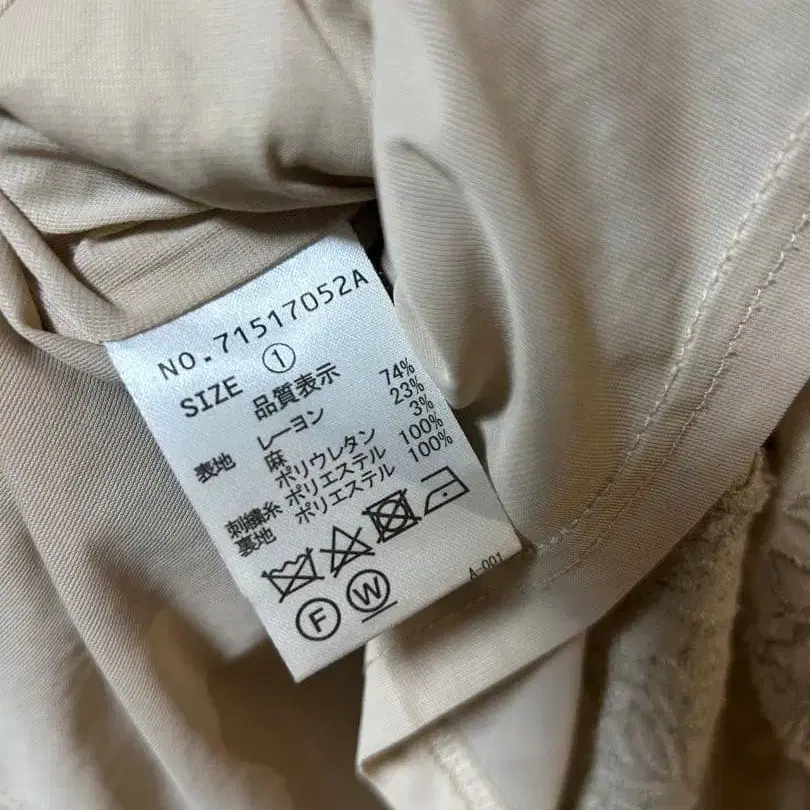 NO.71517052A
SIZE ①
品質表示
表地 レーヨン 74%
麻 23%
ポリウレタン 3%
刺繍糸 ポリエステル 100%
裏地 ポリエステル 100%
F W
A-001